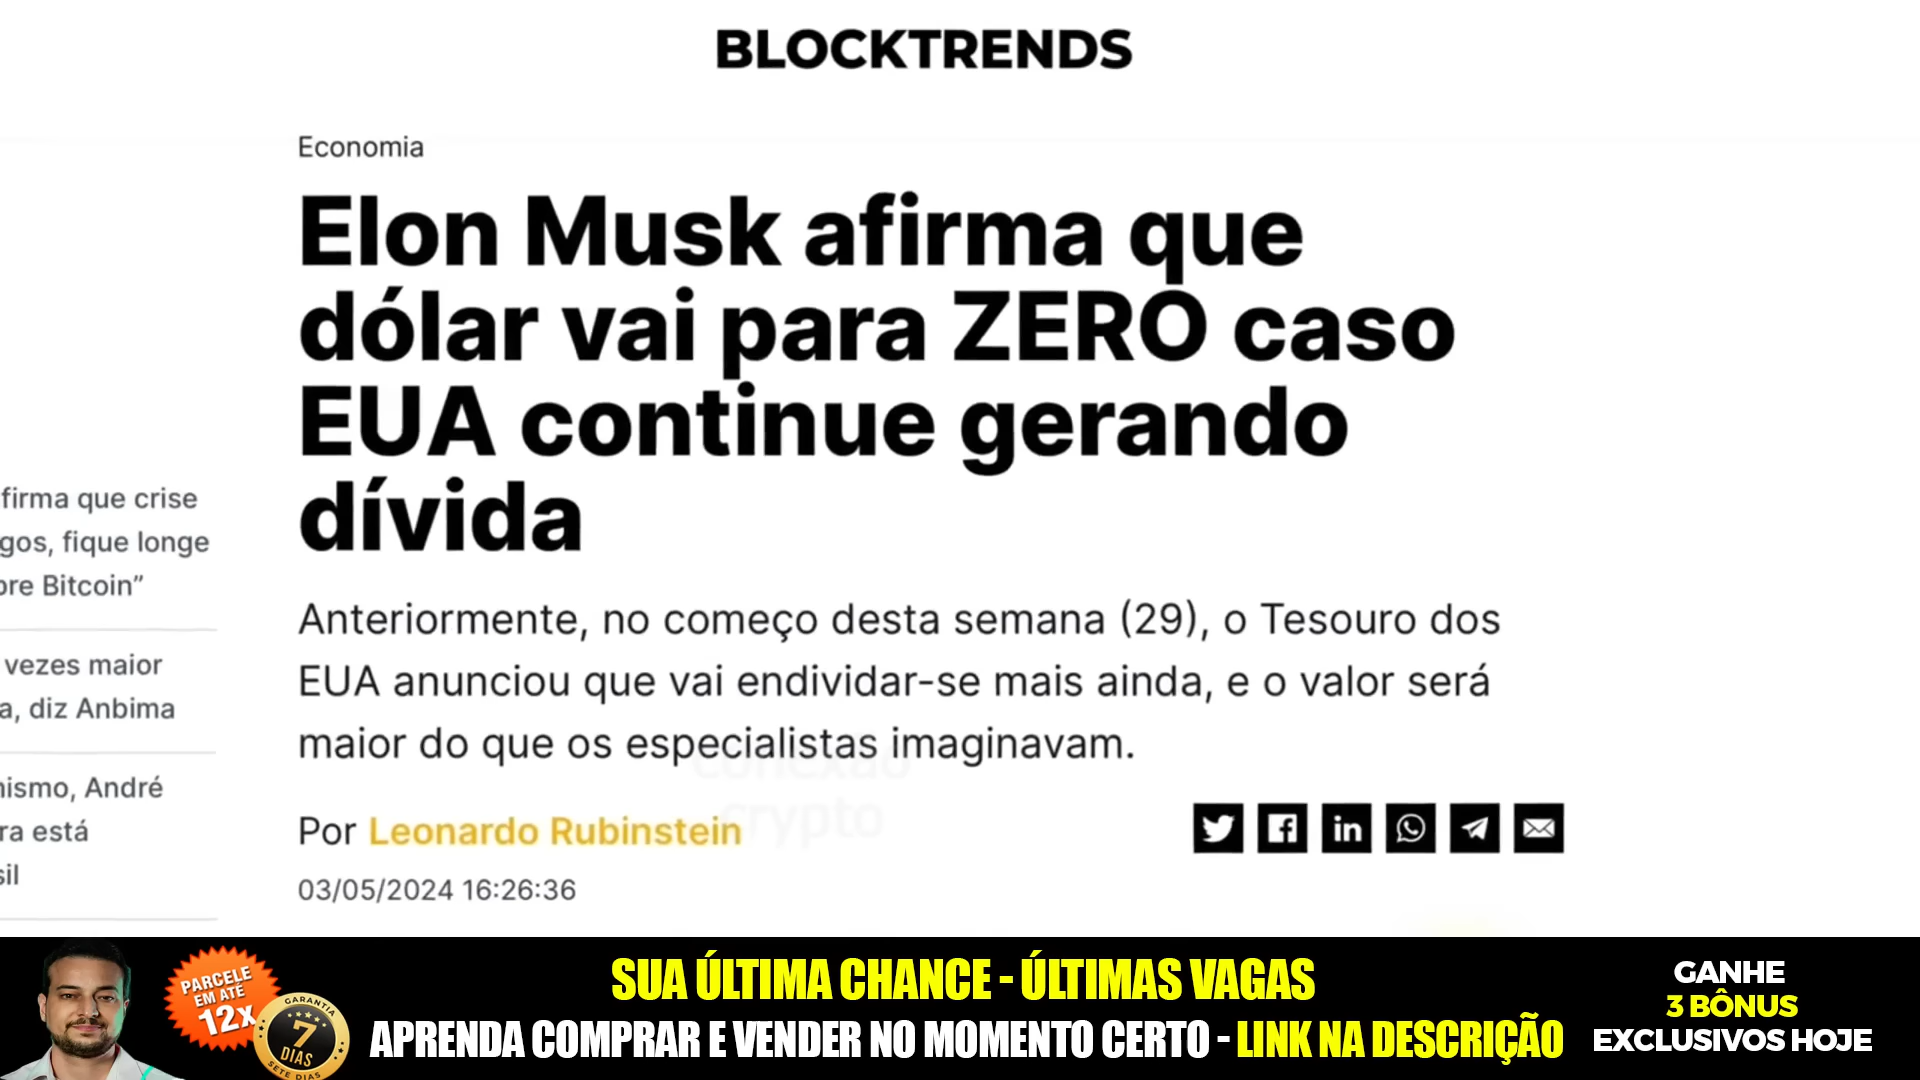 BLOCKTRENDS
Economia
Elon Musk afirma que
dólar vai para ZERO caso
EUA continue gerando
dívida
Anteriormente, no começo desta semana (29), o Tesouro dos
EUA anunciou que vai endividar-se mais ainda, e o valor será
maior do que os especialistas imaginavam.
conexão
crypto
Por Leonardo Rubinstein
03/05/2024 16:26:36
firma que crise
gos, fique longe
bre Bitcoin”
vezes maior
a, diz Anbima
nismo, André
ra está
sil
PARCELE
EM ATÉ
12x
GARANTIA
7
DIAS
SETE DIAS
SUA ÚLTIMA CHANCE - ÚLTIMAS VAGAS
APRENDA COMPRAR E VENDER NO MOMENTO CERTO - LINK NA DESCRIÇÃO
GANHE
3 BÔNUS
EXCLUSIVOS HOJE